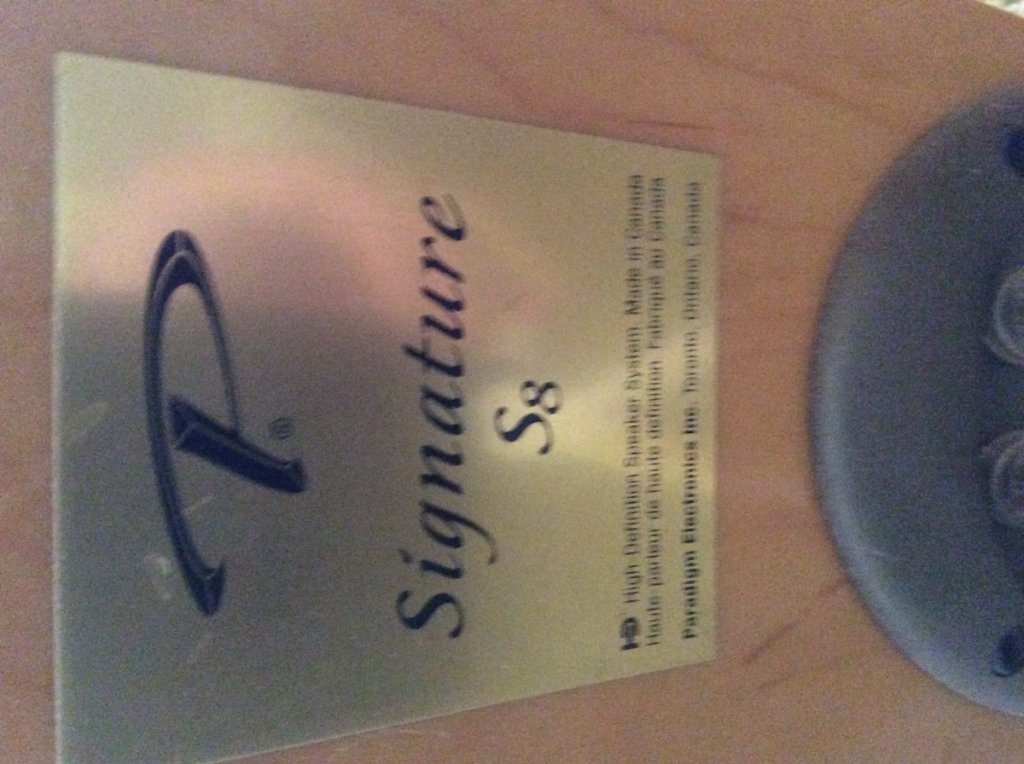 P®
Signature
S8
HD High Definition Speaker System. Made in Canada
Haute parleur de haute définition. Fabriqué au Canada
Paradigm Electronics Inc. Toronto, Ontario, Canada